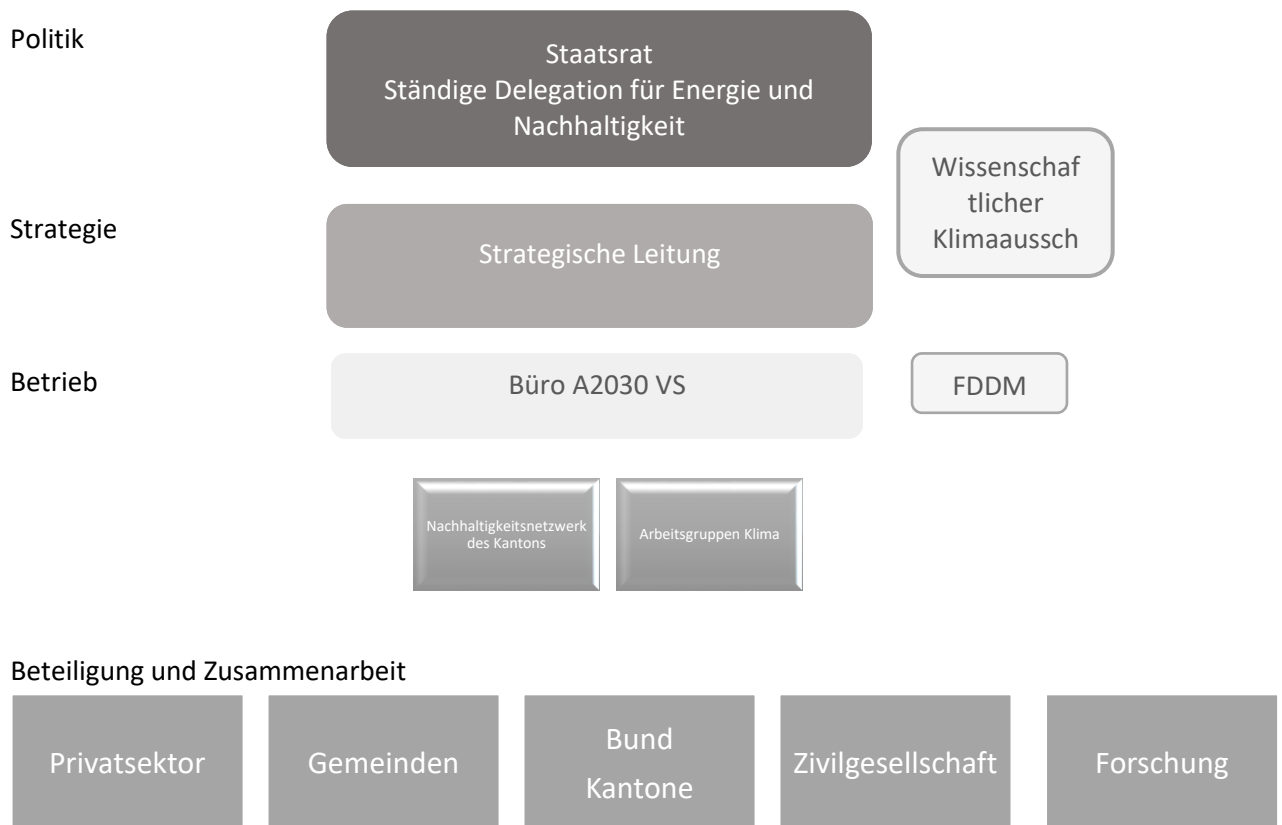 Politik
Staatsrat
Ständige Delegation für Energie und
Nachhaltigkeit
Wissenschaf
tlicher
Klimaaussch
Strategie
Strategische Leitung
Betrieb
Büro A2030 VS
FDDM
Nachhaltigkeitsnetzwerk
des Kantons
Arbeitsgruppen Klima
Beteiligung und Zusammenarbeit
Privatsektor
Gemeinden
Bund
Kantone
Zivilgesellschaft
Forschung